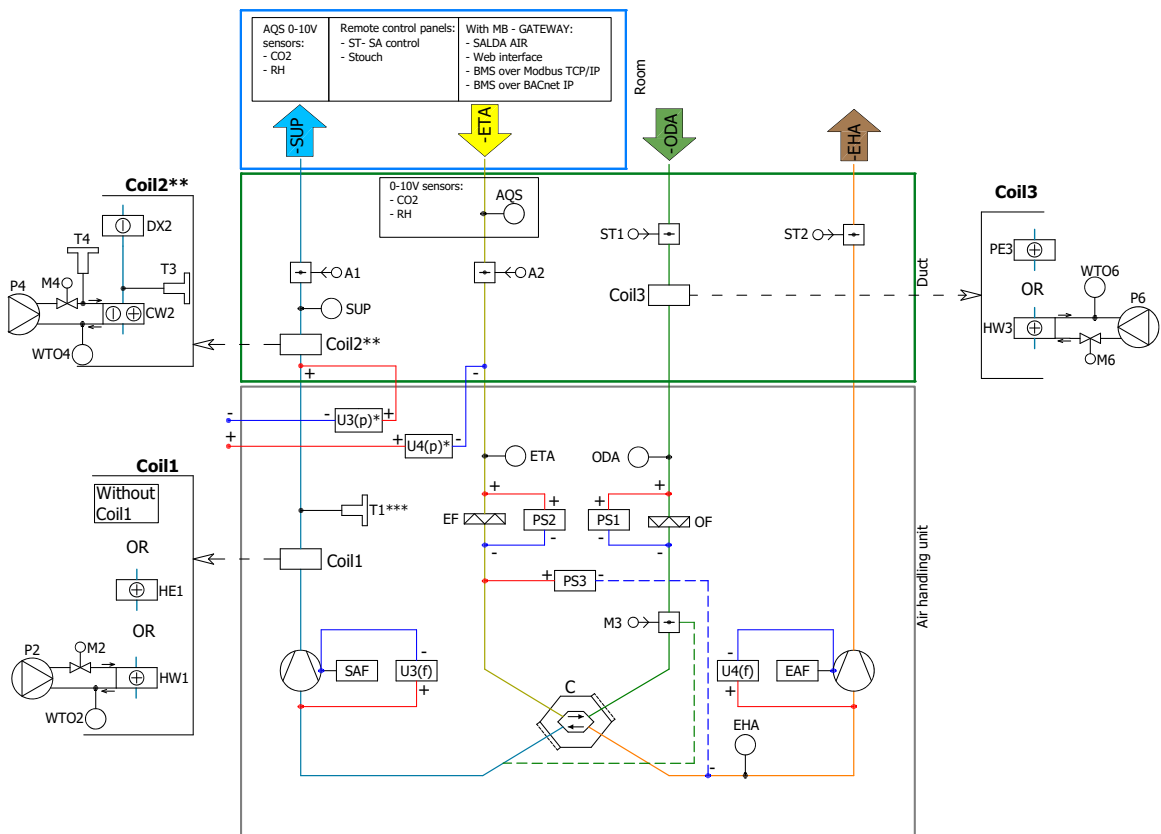 AQS 0-10V
sensors:
- CO2
- RH
Remote control panels:
- ST- SA control
- Stouch
With MB - GATEWAY:
- SALDA AIR
- Web interface
- BMS over Modbus TCP/IP
- BMS over BACnet IP
Room
-SUP
-ETA
-ODA
-EHA
Coil2**
DX2
T4
T3
M4
P4
CW2
WTO4
0-10V sensors:
- CO2
- RH
AQS
A1
A2
SUP
Coil2**
ST1
ST2
Coil3
Duct
Coil3
PE3
OR
WTO6
P6
HW3
M6
+
-
-
U3(p)*
+
+
+
U4(p)*
-
ETA
ODA
Coil1
Without
Coil1
OR
HE1
OR
P2
M2
HW1
WTO2
T1***
Coil1
+
+
EF
PS2
-
-
+
+
PS1
-
-
OF
+
PS3
-
M3
Air handling unit
SAF
-
U3(f)
+
C
-
U4(f)
+
EAF
EHA
-